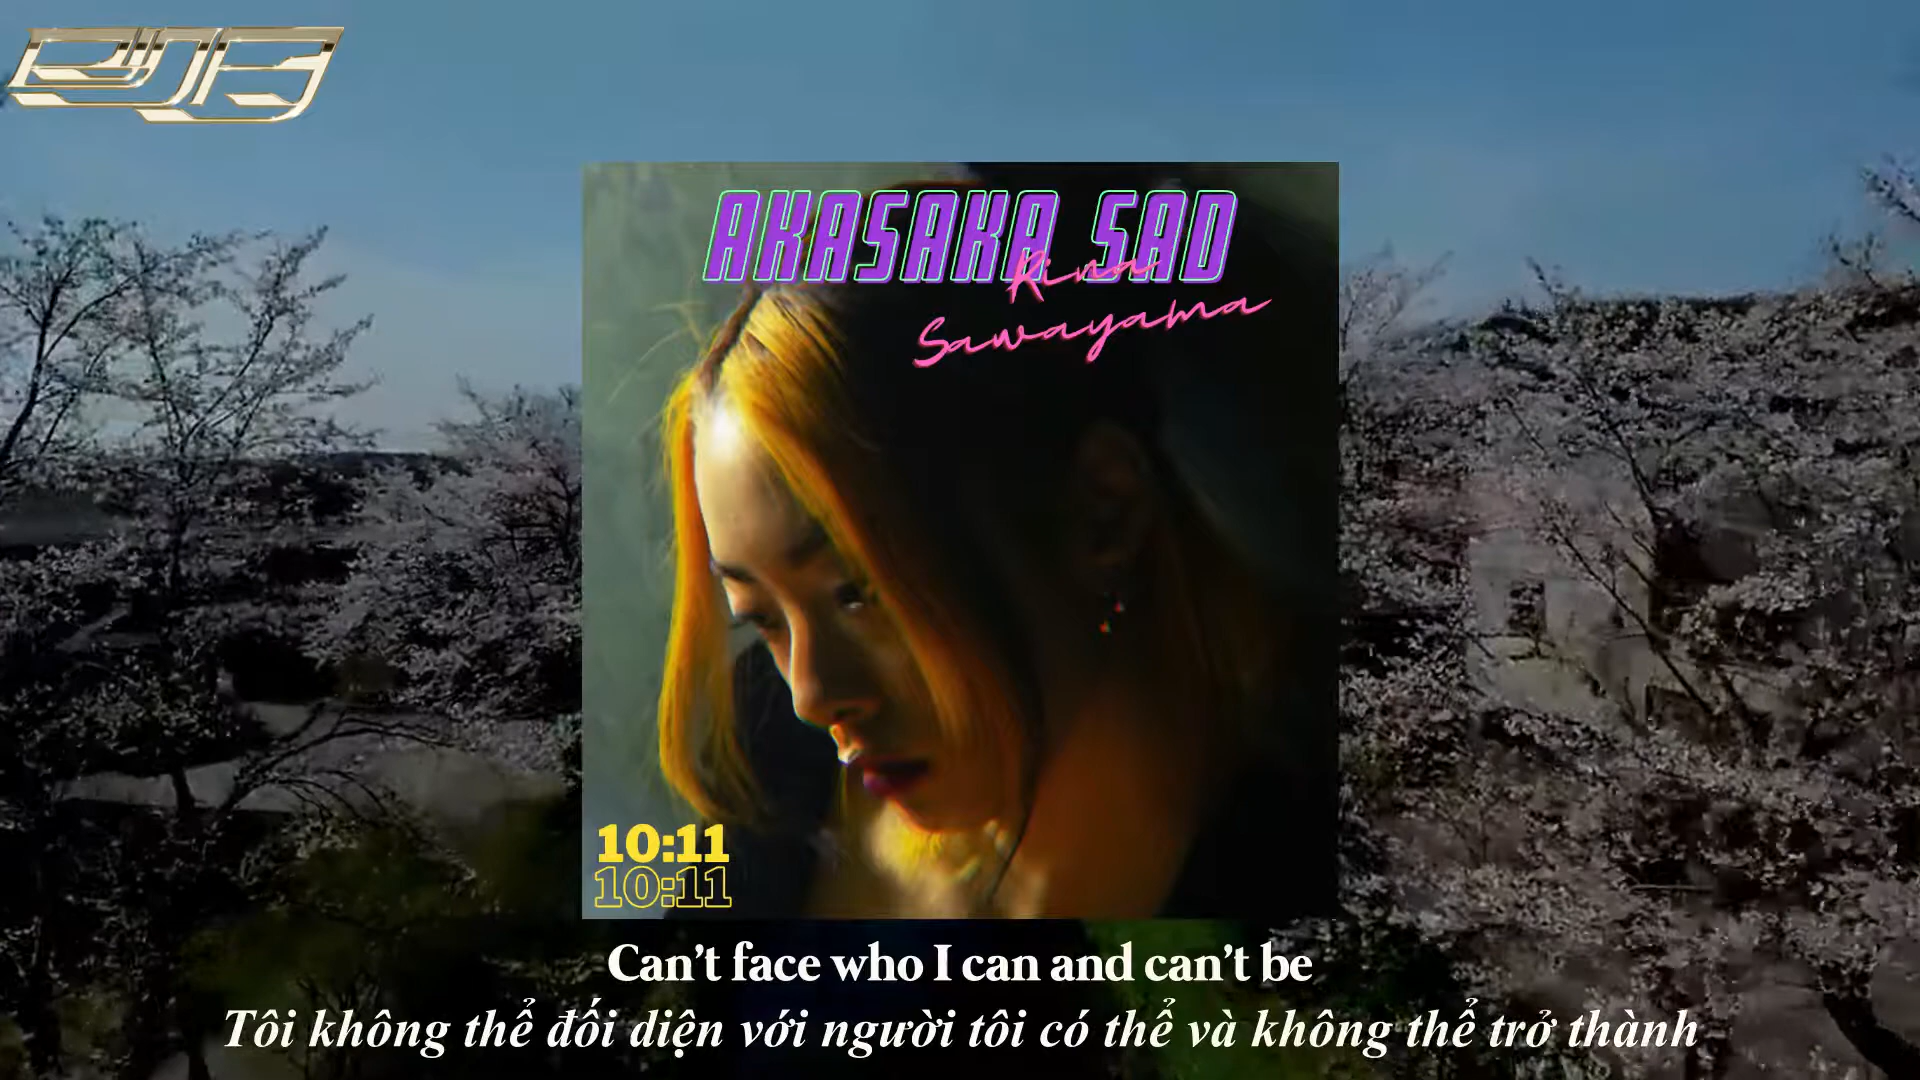 AKASAKA SAD
Rina
Sawayama
10:11
10:11
Can't face who I can and can't be
Tôi không thể đối diện với người tôi có thể và không thể trở thành